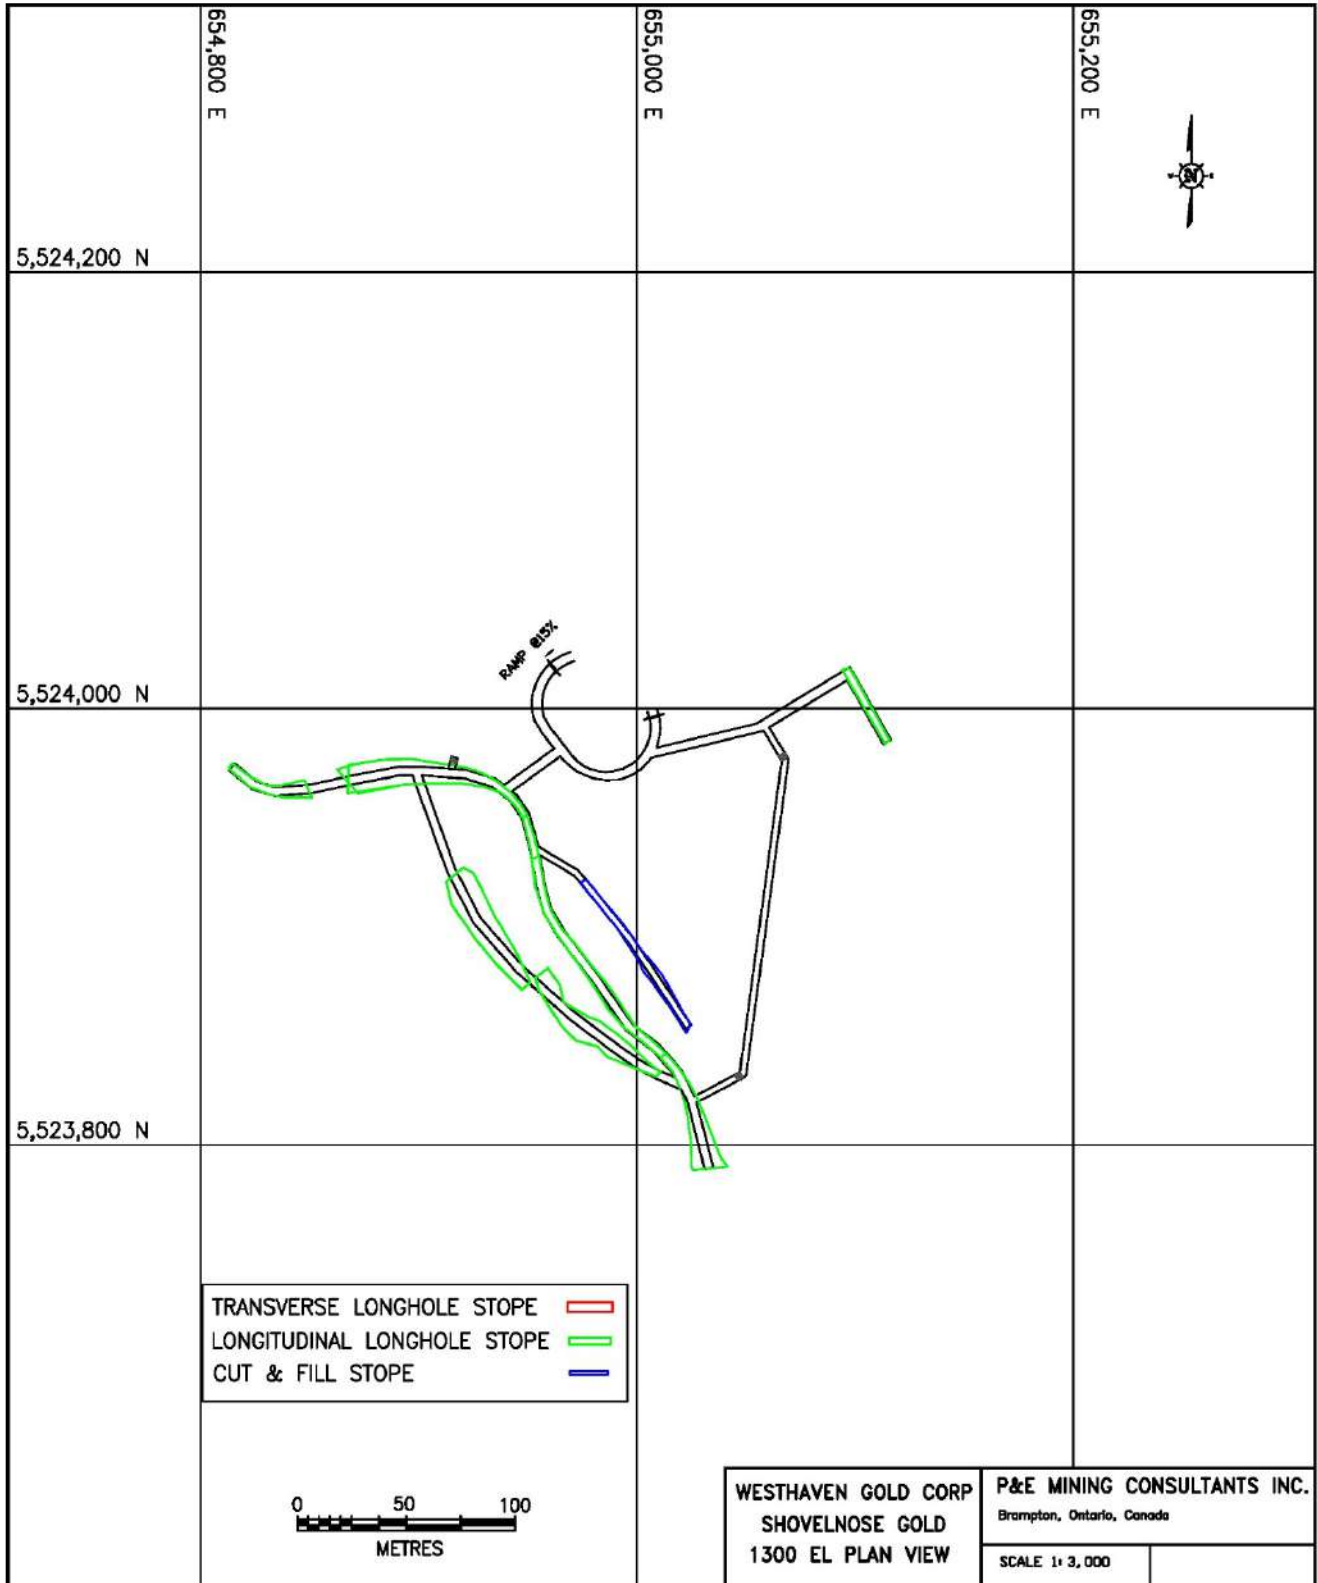 654,800 E
655,000 E
655,200 E
N
5,524,200 N
RAMP @15%
5,524,000 N
5,523,800 N
TRANSVERSE LONGHOLE STOPE
LONGITUDINAL LONGHOLE STOPE
CUT & FILL STOPE
0 50 100
METRES
WESTHAVEN GOLD CORP
SHOVELNOSE GOLD
1300 EL PLAN VIEW
P&E MINING CONSULTANTS INC.
Brampton, Ontario, Canada
SCALE 1:3,000